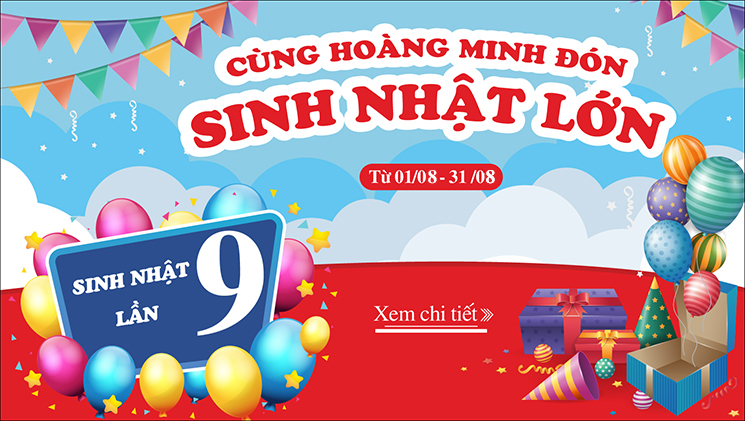 CÙNG HOÀNG MINH ĐÓN
SINH NHẬT LỚN
Từ 01/08 - 31 /08
SINH NHẬT
LẦN
9
Xem chi tiết